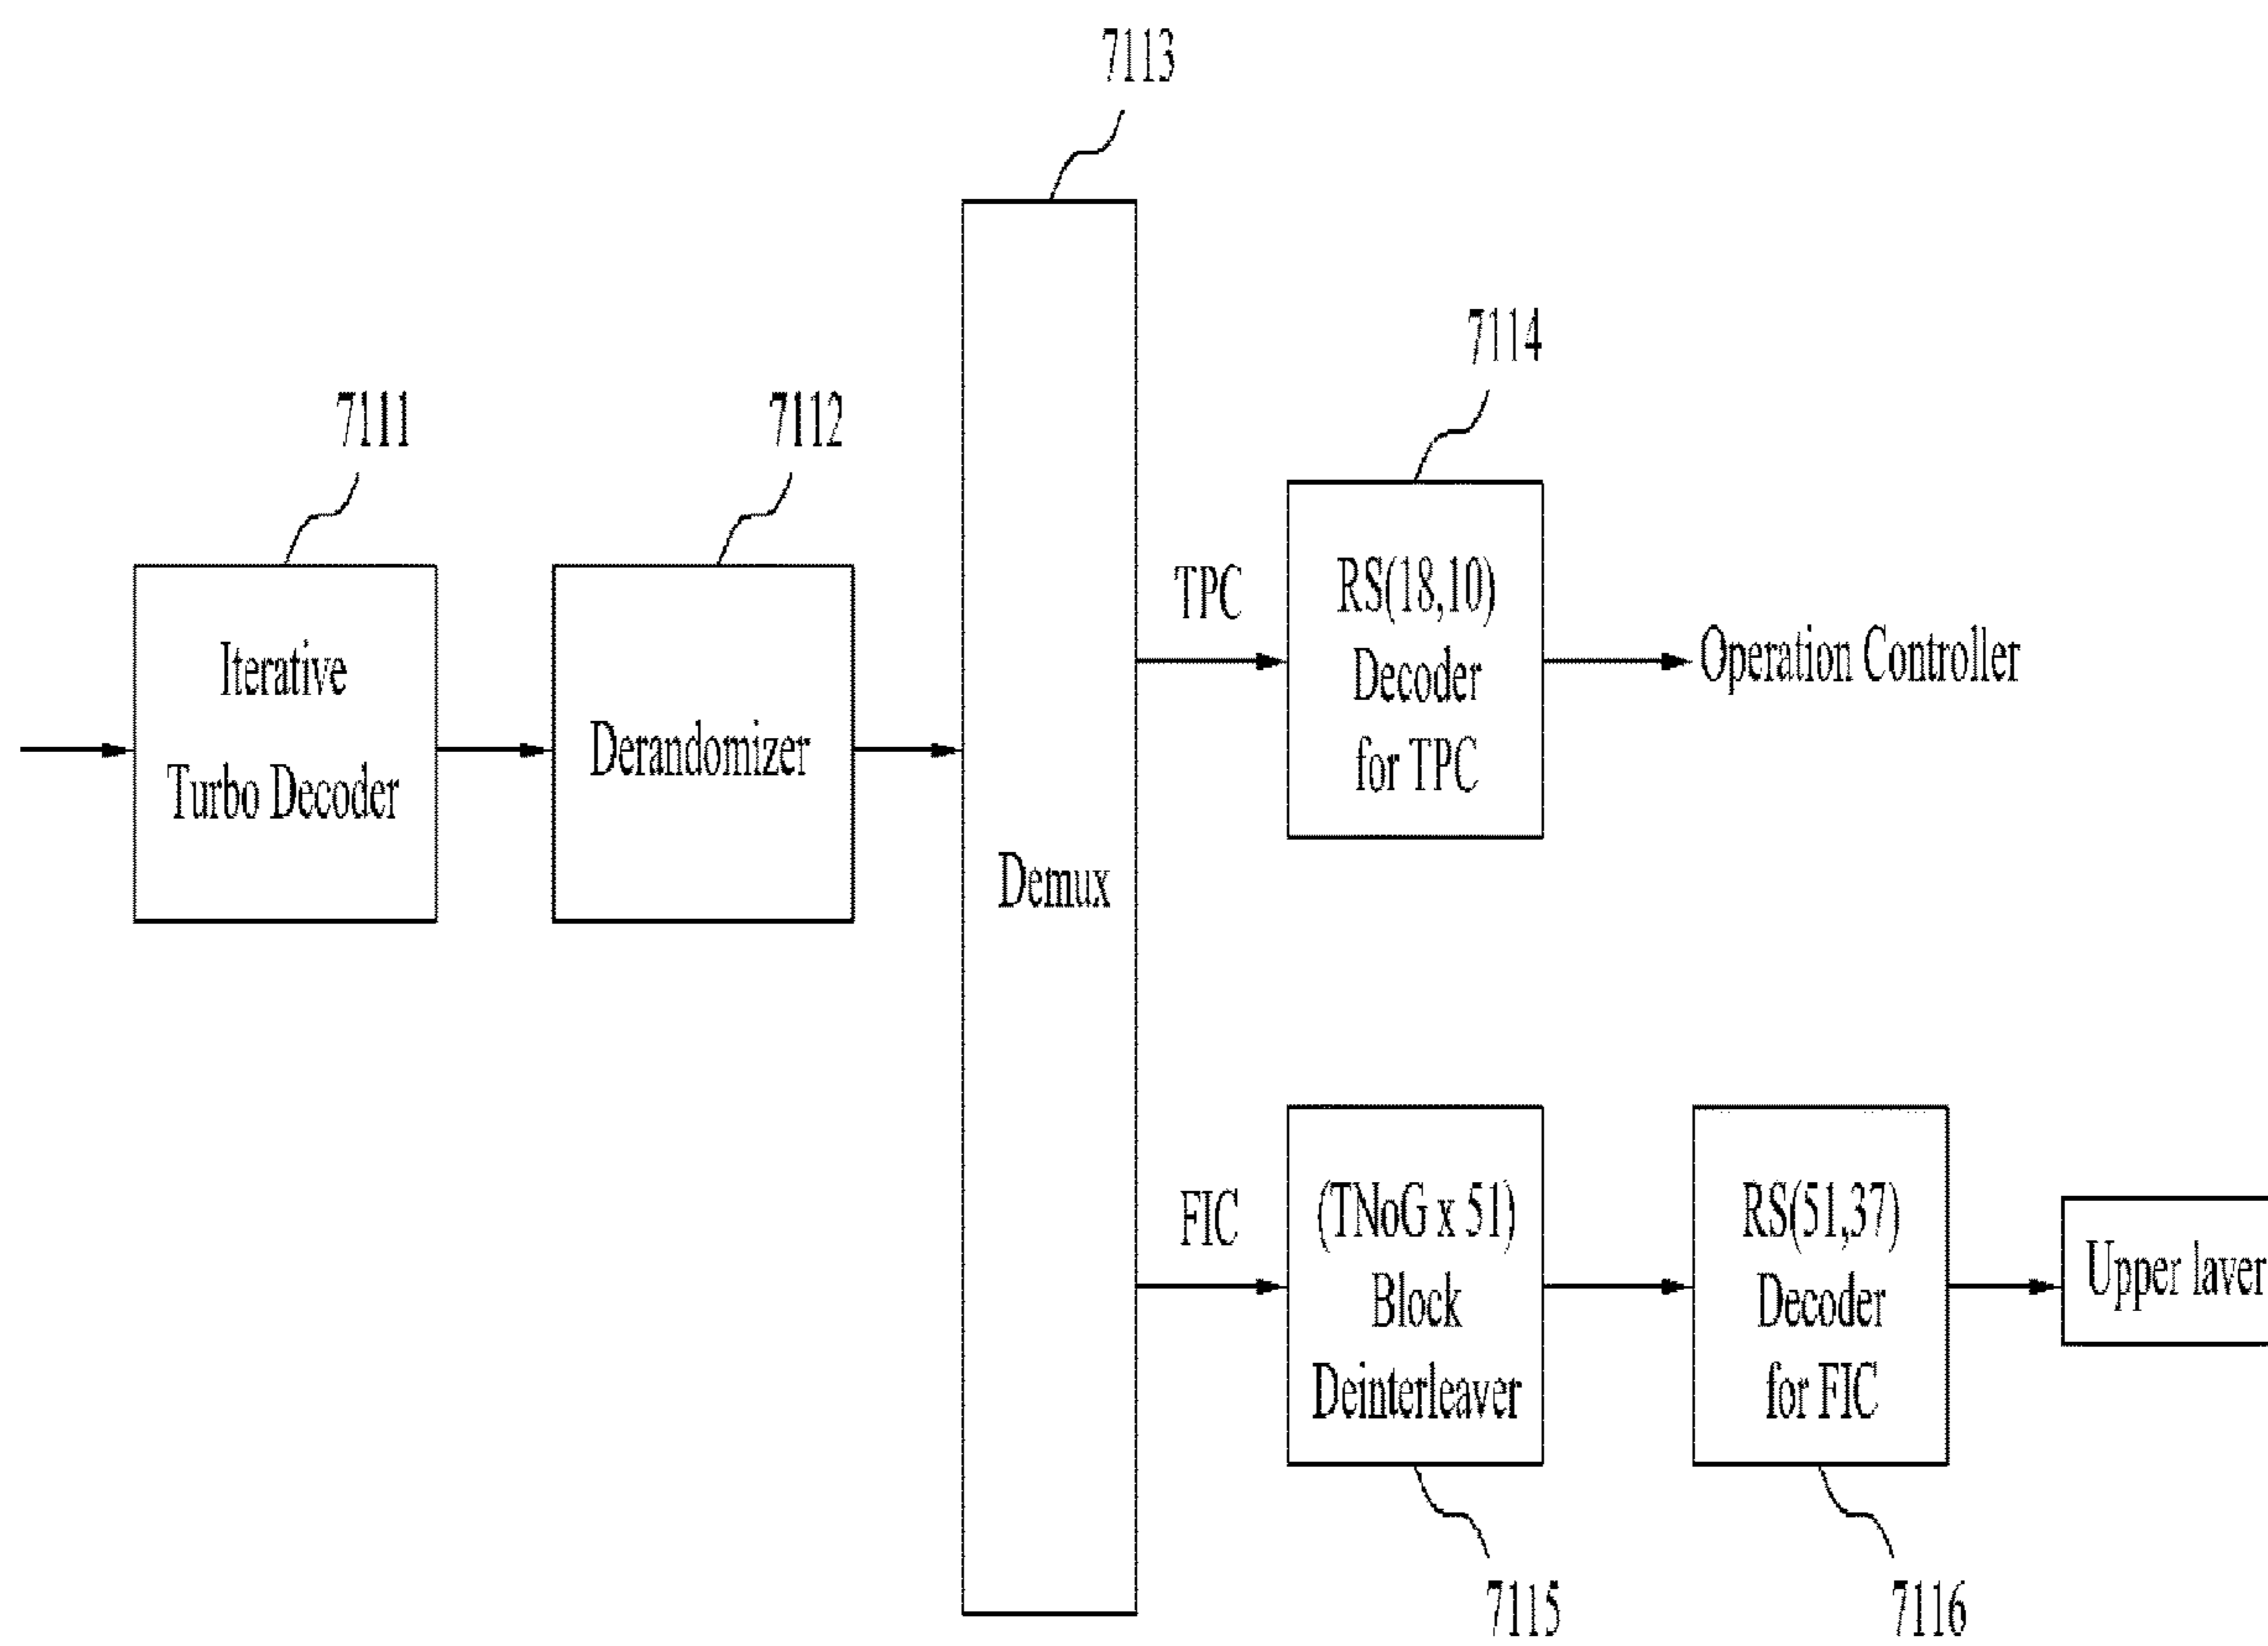 7113
7114
7111
7112
Iterative
Turbo Decoder
Derandomizer
Demux
TPC
RS(18,10)
Decoder
for TPC
Operation Controller
FIC
(TNoG x 51)
Block
Deinterleaver
RS(51,37)
Decoder
for FIC
Upper laver
7115
7116